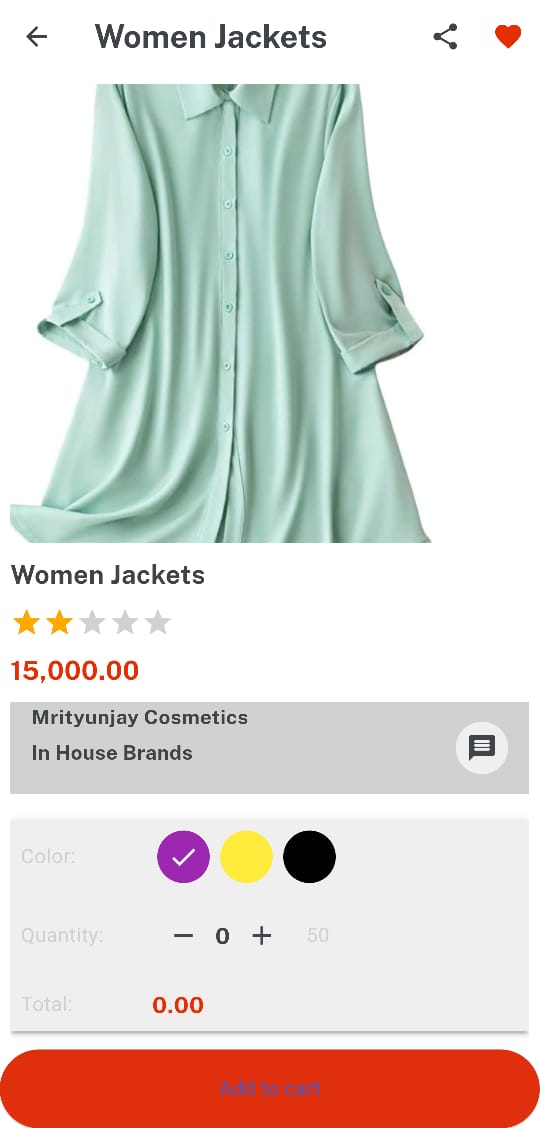 Women Jackets
Women Jackets
15,000.00
Mrityunjay Cosmetics
In House Brands
Color:
Quantity: 0 50
Total: 0.00
Add to cart